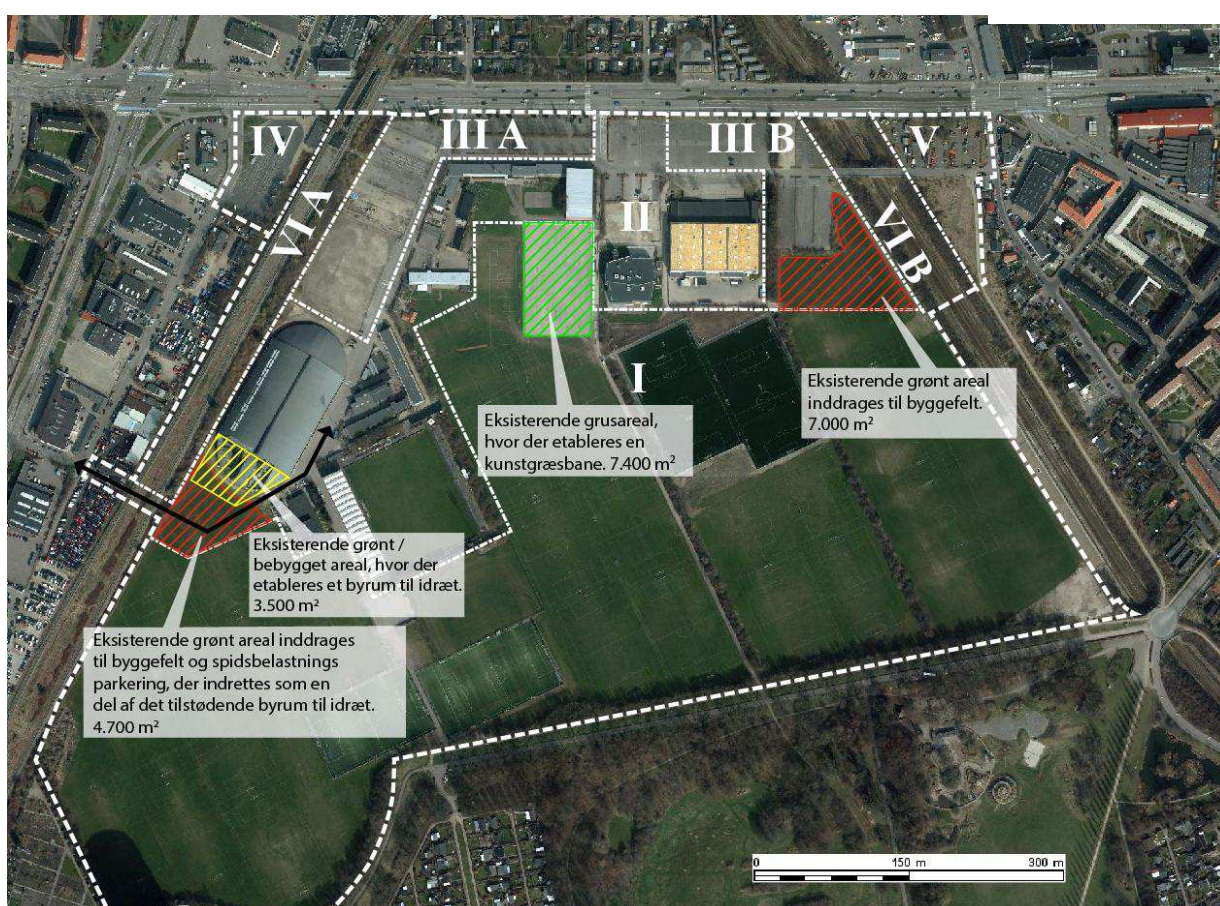 IV
VI A
III A
II
III B
V
VI B
I
Eksisterende grønt areal
inddrages til byggefelt.
7.000 m²
Eksisterende grusareal,
hvor der etableres en
kunstgræsbane. 7.400 m²
Eksisterende grønt /
bebygget areal, hvor der
etableres et byrum til idræt.
3.500 m²
Eksisterende grønt areal inddrages
til byggefelt og spidsbelastnings
parkering, der indrettes som en
del af det tilstødende byrum til idræt.
4.700 m²
0 150 m 300 m